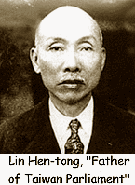 Lin Hen-tong, "Father
of Taiwan Parliament"